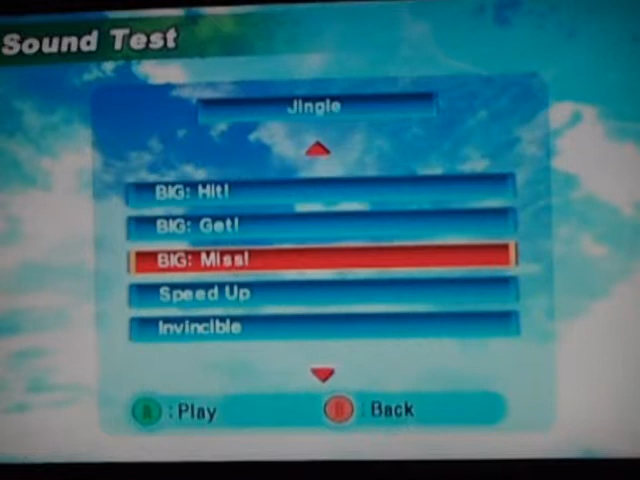 Sound Test
Jingle
BIG: Hit!
BIG: Get!
BIG: Miss!
Speed Up
Invincible
A : Play B : Back